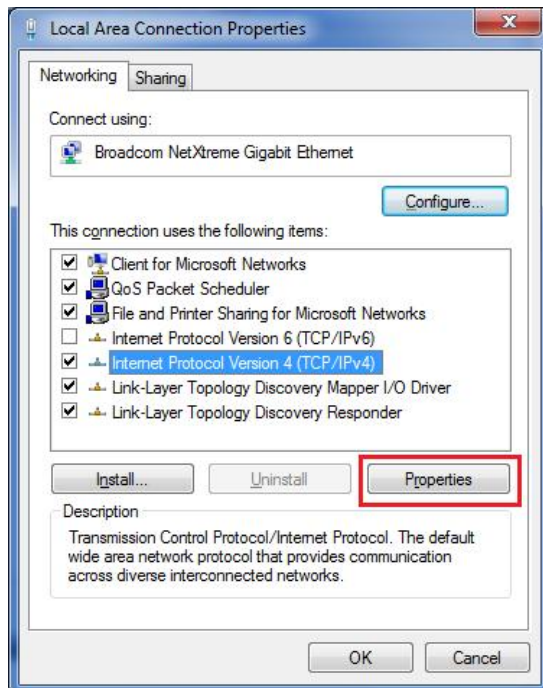 Local Area Connection Properties
Networking Sharing
Connect using:
Broadcom NetXtreme Gigabit Ethernet
Configure...
This connection uses the following items:
Client for Microsoft Networks
QoS Packet Scheduler
File and Printer Sharing for Microsoft Networks
Internet Protocol Version 6 (TCP/IPv6)
Internet Protocol Version 4 (TCP/IPv4)
Link-Layer Topology Discovery Mapper I/O Driver
Link-Layer Topology Discovery Responder
Install... Uninstall Properties
Description
Transmission Control Protocol/Internet Protocol. The default
wide area network protocol that provides communication
across diverse interconnected networks.
OK Cancel